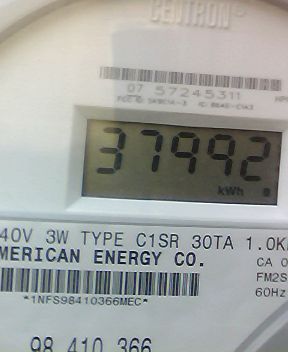 CENTRON®
07 57245311
37992
kWh
40V 3W TYPE C1SR 30TA 1.0K
MERICAN ENERGY CO.
CA 0
FM2S
60Hz
*1NFS98410366MEC*
98 410 366